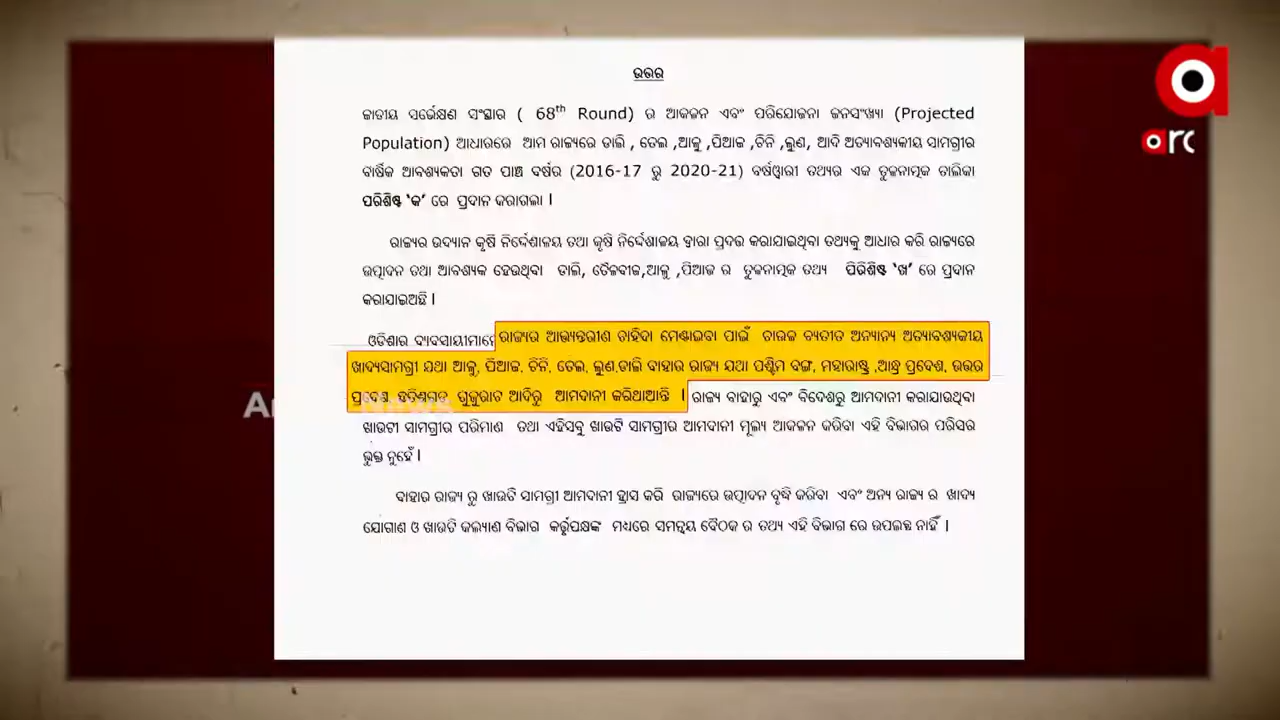 ଉତ୍ତର
ଜାତୀୟ ସର୍ଭେକ୍ଷଣ ସଂସ୍ଥାର ( 68th Round) ର ଆକଳନ ଏବଂ ପରିଯୋଜନା ଜନସଂଖ୍ୟା (Projected
Population) ଆଧାରରେ ଆମ ରାଜ୍ୟରେ ଡାଲି , ତେଲ ,ଆଳୁ ,ପିଆଜ ,ଚିନି ,ଲୁଣ, ଆଦି ଅତ୍ୟାବଶ୍ୟକୀୟ ସାମଗ୍ରୀର
ବାର୍ଷିକ ଆବଶ୍ୟକତା ଗତ ପାଞ୍ଚ ବର୍ଷର (2016-17 ରୁ 2020-21) ବର୍ଷୱାରୀ ତଥ୍ୟର ଏକ ତୁଳନାତ୍ମକ ତାଲିକା
ପରିଶିଷ୍ଟ ‘କ’ ରେ ପ୍ରଦାନ କରାଗଲା ।
ରାଜ୍ୟର ଉଦ୍ୟାନ କୃଷି ନିର୍ଦ୍ଦେଶାଳୟ ତଥା କୃଷି ନିର୍ଦ୍ଦେଶାଳୟ ଦ୍ୱାରା ପ୍ରଦତ୍ତ କରାଯାଇଥିବା ତଥ୍ୟକୁ ଆଧାର କରି ରାଜ୍ୟରେ
ଉତ୍ପାଦନ ତଥା ଆବଶ୍ୟକ ହେଉଥିବା ଡାଲି, ତୈଳବୀଜ,ଆଳୁ ,ପିଆଜ ର ତୁଳନାତ୍ମକ ତଥ୍ୟ ପରିଶିଷ୍ଟ ‘ଖ’ ରେ ପ୍ରଦାନ
କରାଯାଇଅଛି ।
ଓଡିଶାର ବ୍ୟବସାୟୀମାନେ ରାଜ୍ୟର ଆଭ୍ୟନ୍ତରୀଣ ଚାହିଦା ମେଣ୍ଟାଇବା ପାଇଁ ଚାଉଳ ବ୍ୟତୀତ ଅନ୍ୟାନ୍ୟ ଅତ୍ୟାବଶ୍ୟକୀୟ
ଖାଦ୍ୟସାମଗ୍ରୀ ଯଥା ଆଳୁ, ପିଆଜ, ଚିନି, ତେଲ, ଲୁଣ,ଡାଲି ବାହାର ରାଜ୍ୟ ଯଥା ପଶ୍ଚିମ ବଙ୍ଗ, ମହାରାଷ୍ଟ୍ର ,ଆନ୍ଧ୍ର ପ୍ରଦେଶ, ଉତ୍ତର
ପ୍ରଦେଶ, ଛତିଶଗଡ, ଗୁଜୁରାଟ ଆଦିରୁ ଆମଦାନୀ କରିଥାଆନ୍ତି । ରାଜ୍ୟ ବାହାରୁ ଏବଂ ବିଦେଶରୁ ଆମଦାନୀ କରାଯାଉଥିବା
ଖାଉଟୀ ସାମଗ୍ରୀର ପରିମାଣ ତଥା ଏହିସବୁ ଖାଉଟି ସାମଗ୍ରୀର ଆମଦାନୀ ମୂଲ୍ୟ ଆକଳନ କରିବା ଏହି ବିଭାଗର ପରିସର
ଭୁକ୍ତ ନୁହେଁ ।
ବାହାର ରାଜ୍ୟ ରୁ ଖାଉଟି ସାମଗ୍ରୀ ଆମଦାନୀ ହ୍ରାସ କରି ରାଜ୍ୟରେ ଉତ୍ପାଦନ ବୃଦ୍ଧି କରିବା ଏବଂ ଅନ୍ୟ ରାଜ୍ୟ ର ଖାଦ୍ୟ
ଯୋଗାଣ ଓ ଖାଉଟି କଲ୍ୟାଣ ବିଭାଗ କର୍ତ୍ତୃପକ୍ଷଙ୍କ ମଧ୍ୟରେ ସମନ୍ୱୟ ବୈଠକ ର ତଥ୍ୟ ଏହି ବିଭାଗ ରେ ଉପଲବ୍ଧ ନାହିଁ ।